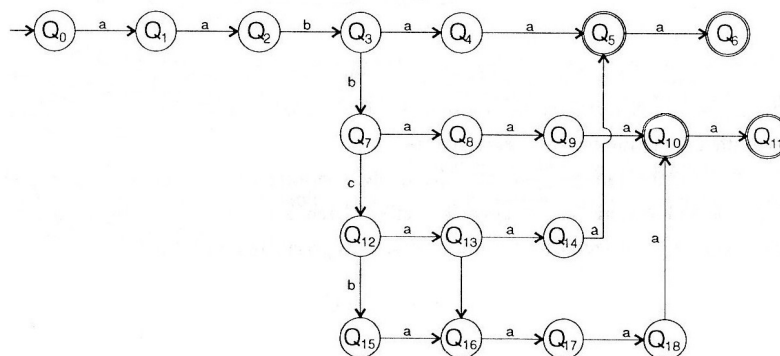 Q0 a Q1 a Q2 b Q3 a Q4 a Q5 a Q6
b
Q7 a Q8 a Q9 a Q10 a Q11
c
Q12 a Q13 a Q14 a
a
b
Q15 a Q16 a Q17 a Q18